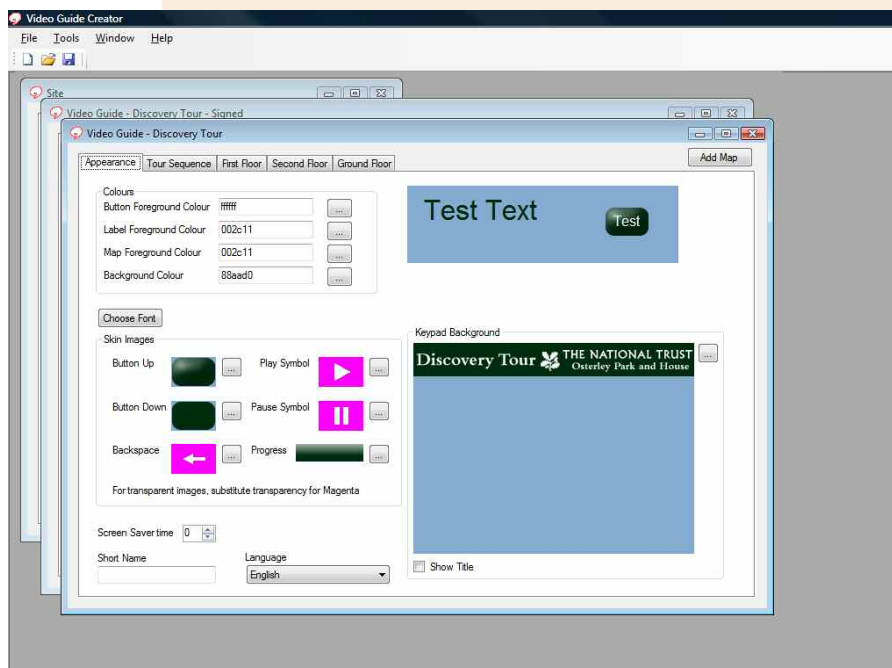 Video Guide Creator
File Tools Window Help
Site
Video Guide - Discovery Tour - Signed
Video Guide - Discovery Tour
Add Map
Appearance Tour Sequence First Floor Second Floor Ground Floor
Colours
Button Foreground Colour ffffff ...
Label Foreground Colour 002c11 ...
Map Foreground Colour 002c11 ...
Background Colour 88aad0 ...
Test Text
Test
Choose Font
Skin Images
Button Up ... Play Symbol ...
Button Down ... Pause Symbol ...
Backspace ... Progress ...
For transparent images, substitute transparency for Magenta
Screen Saver time 0
Short Name Language
English
Keypad Background
Discovery Tour THE NATIONAL TRUST ...
Osterley Park and House
Show Title